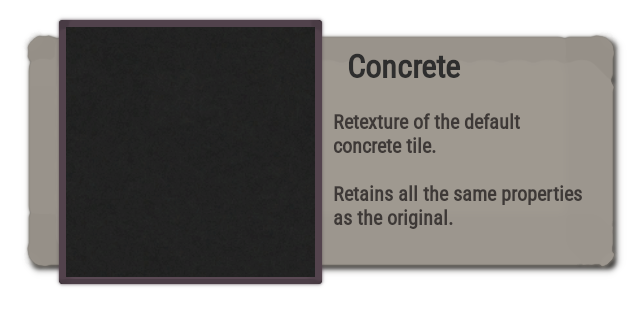 Concrete
Retexture of the default
concrete tile.
Retains all the same properties
as the original.